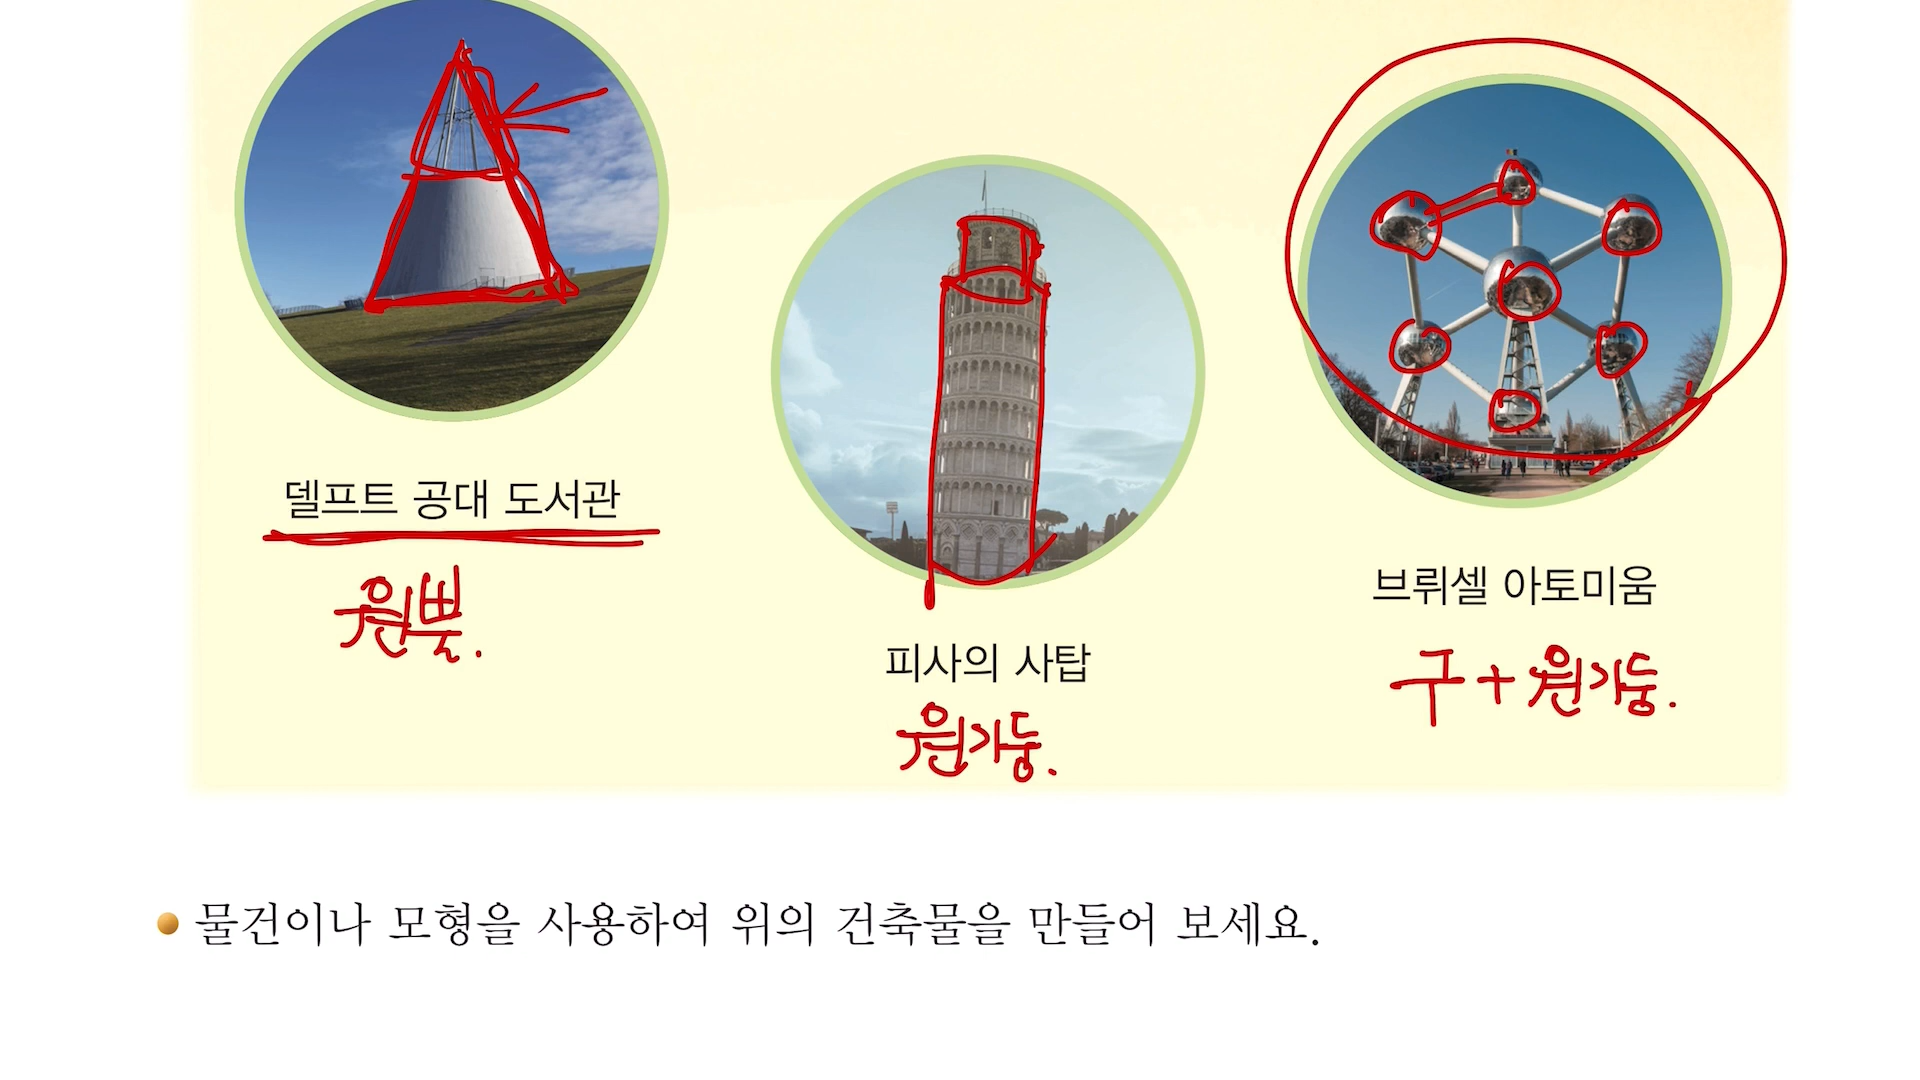 델프트 공대 도서관
원뿔.
피사의 사탑
원기둥.
브뤼셀 아토미움
구+원기둥.
물건이나 모형을 사용하여 위의 건축물을 만들어 보세요.